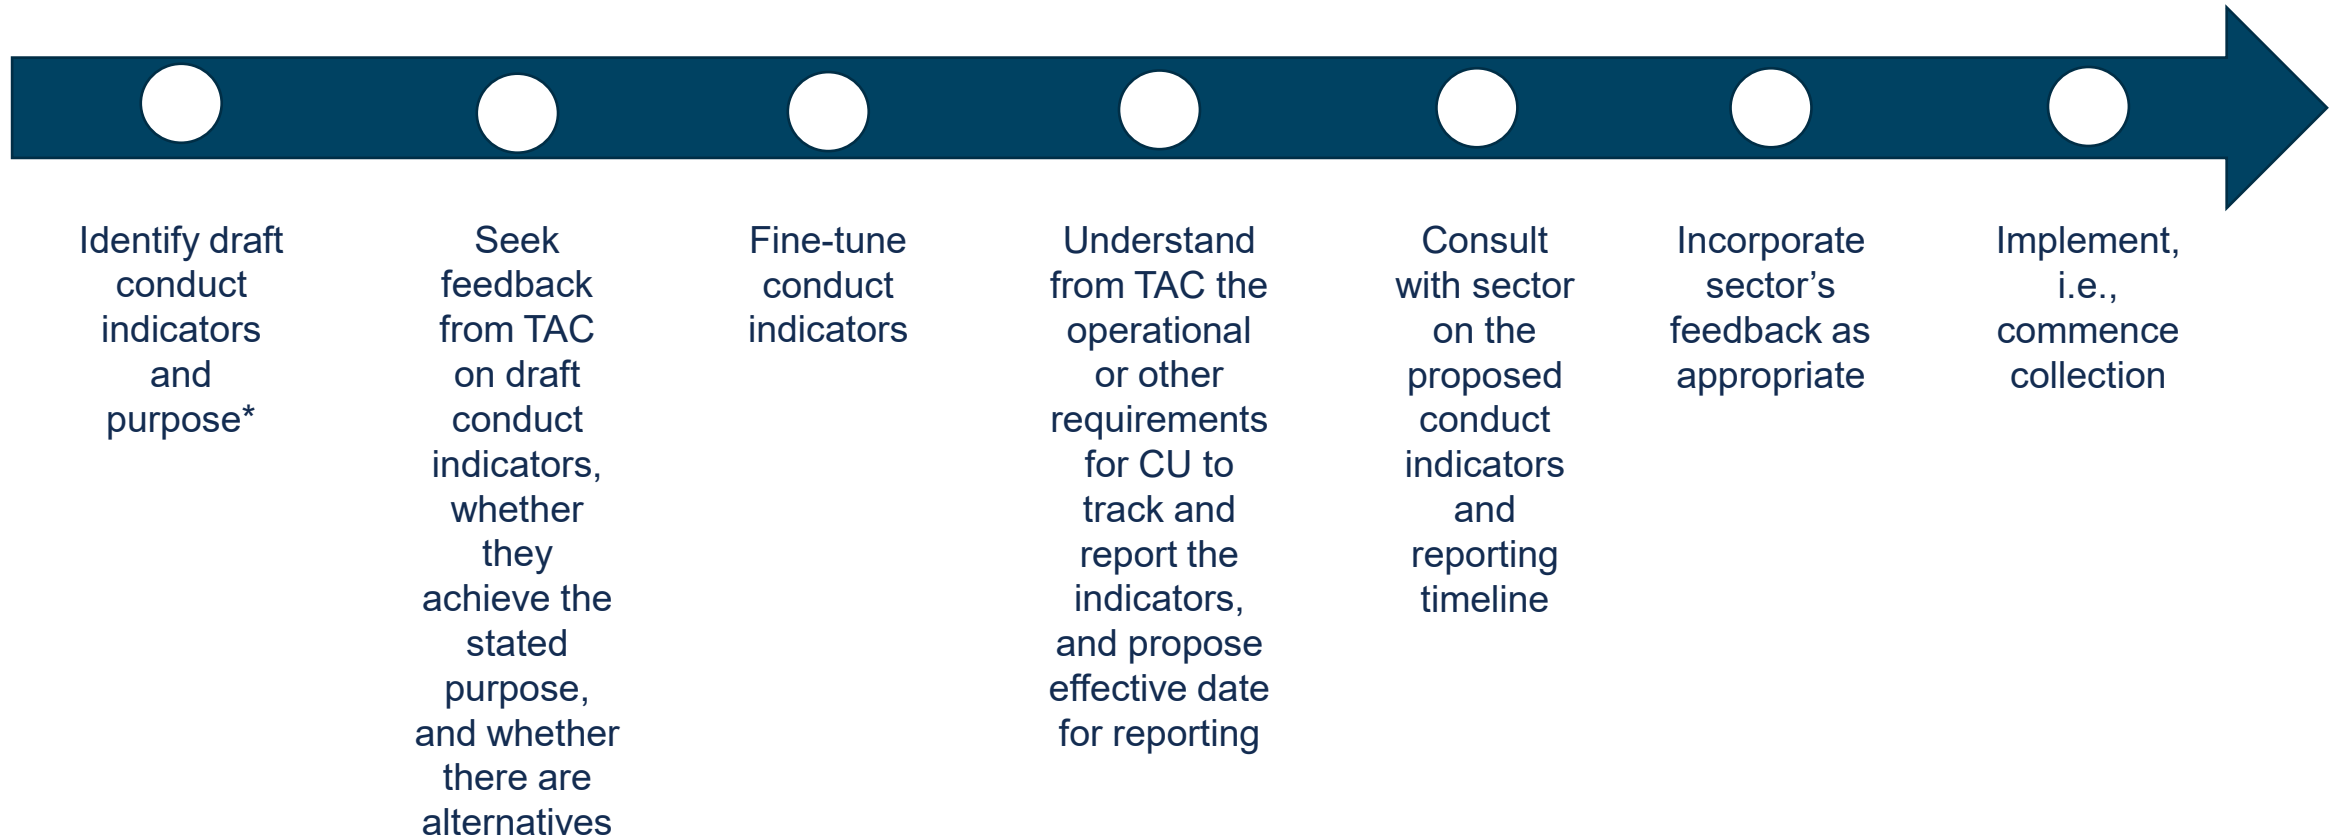 Identify draft
conduct
indicators
and
purpose*
Seek
feedback
from TAC
on draft
conduct
indicators,
whether
they
achieve the
stated
purpose,
and whether
there are
alternatives
Fine-tune
conduct
indicators
Understand
from TAC the
operational
or other
requirements
for CU to
track and
report the
indicators,
and propose
effective date
for reporting
Consult
with sector
on the
proposed
conduct
indicators
and
reporting
timeline
Incorporate
sector’s
feedback as
appropriate
Implement,
i.e.,
commence
collection